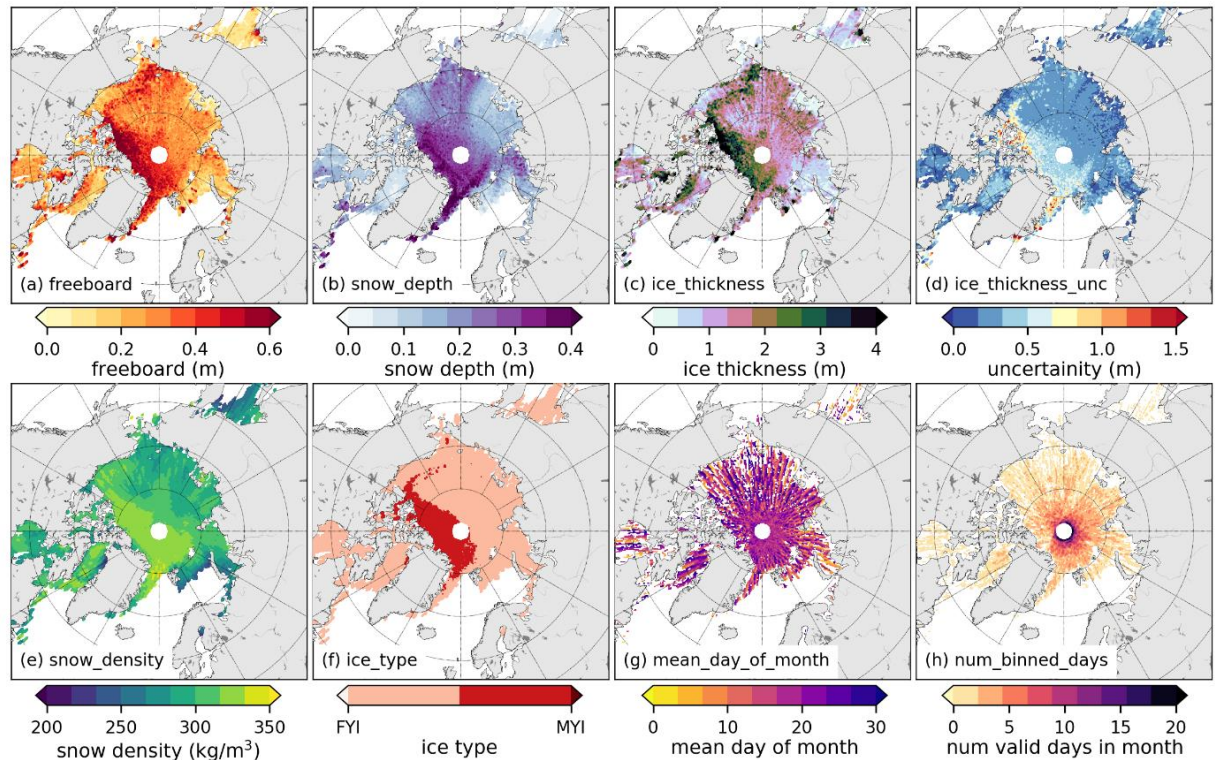 (a) freeboard
(b) snow_depth
(c) ice_thickness
(d) ice_thickness_unc
0.0 0.2 0.4 0.6
freeboard (m)
0.0 0.1 0.2 0.3 0.4
snow depth (m)
0 1 2 3 4
ice thickness (m)
0.0 0.5 1.0 1.5
uncertainity (m)
(e) snow_density
(f) ice_type
(g) mean_day_of_month
(h) num_binned_days
200 250 300 350
snow density (kg/m³)
FYI MYI
ice type
0 10 20 30
mean day of month
0 5 10 15 20
num valid days in month